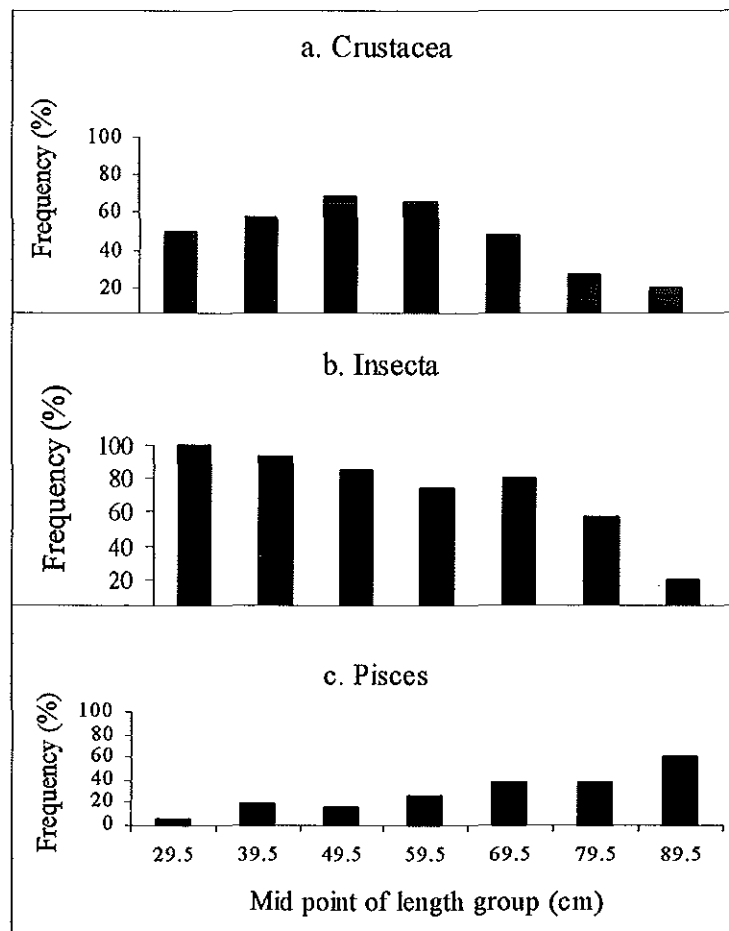 a. Crustacea
Frequency (%)
100
80
60
40
20
b. Insecta
Frequency (%)
100
80
60
40
20
c. Pisces
Frequency (%)
100
80
60
40
20
0
29.5 39.5 49.5 59.5 69.5 79.5 89.5
Mid point of length group (cm)